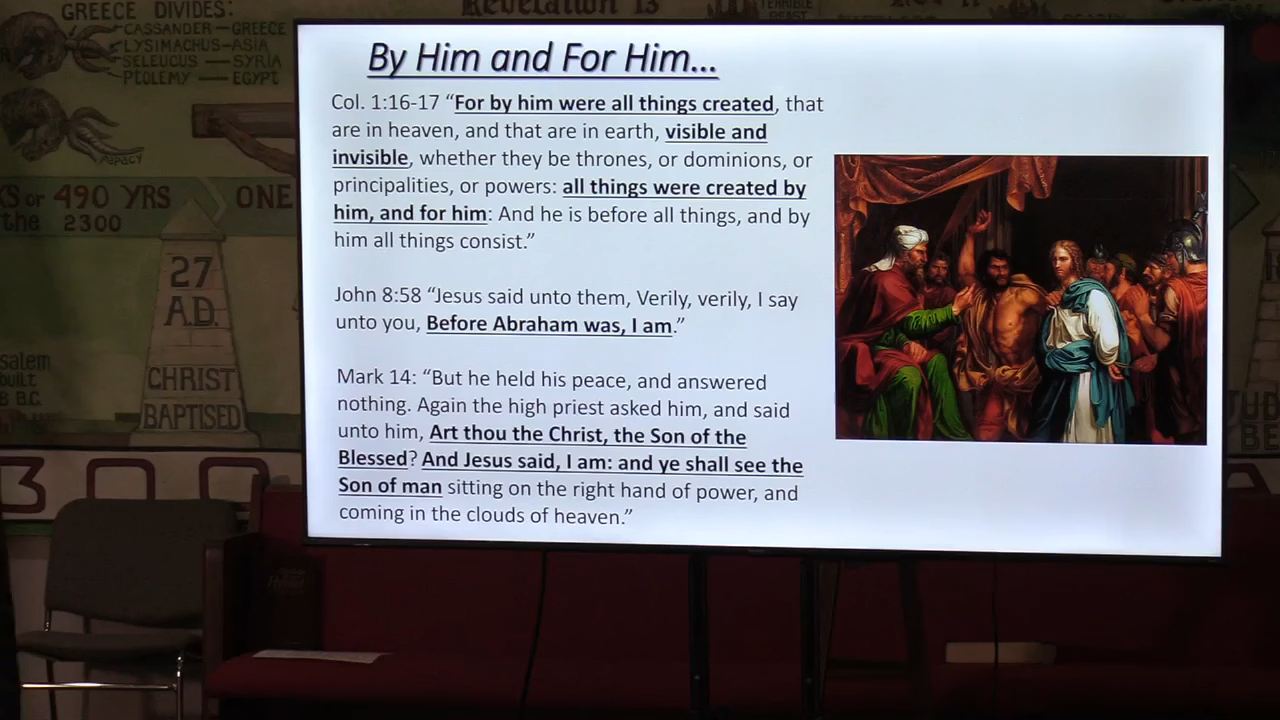 Revelation 13
GREECE DIVIDES:
CASSANDER – GREECE
LYSIMACHUS – ASIA
SELEUCUS — SYRIA
PTOLEMY — EGYPT
PAPACY
490 YRS
ONE
the 2300
27
A.D.
CHRIST
BAPTISED
built
B.C.
By Him and For Him...
Col. 1:16-17 “For by him were all things created, that
are in heaven, and that are in earth, visible and
invisible, whether they be thrones, or dominions, or
principalities, or powers: all things were created by
him, and for him: And he is before all things, and by
him all things consist.”
John 8:58 “Jesus said unto them, Verily, verily, I say
unto you, Before Abraham was, I am.”
Mark 14: “But he held his peace, and answered
nothing. Again the high priest asked him, and said
unto him, Art thou the Christ, the Son of the
Blessed? And Jesus said, I am: and ye shall see the
Son of man sitting on the right hand of power, and
coming in the clouds of heaven.”